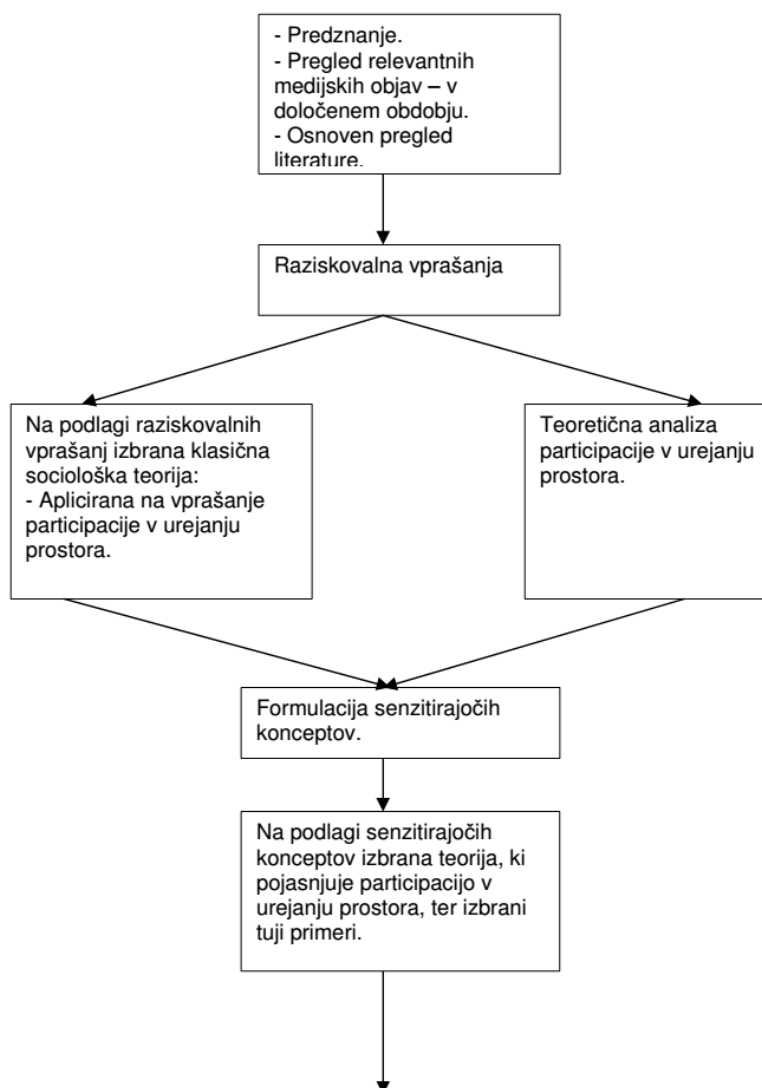 - Predznanje.
- Pregled relevantnih
medijskih objav – v
določenem obdobju.
- Osnoven pregled
literature.
Raziskovalna vprašanja
Na podlagi raziskovalnih
vprašanj izbrana klasična
sociološka teorija:
- Aplicirana na vprašanje
participacije v urejanju
prostora.
Teoretična analiza
participacije v urejanju
prostora.
Formulacija senzitirajočih
konceptov.
Na podlagi senzitirajočih
konceptov izbrana teorija, ki
pojasnjuje participacijo v
urejanju prostora, ter izbrani
tuji primeri.